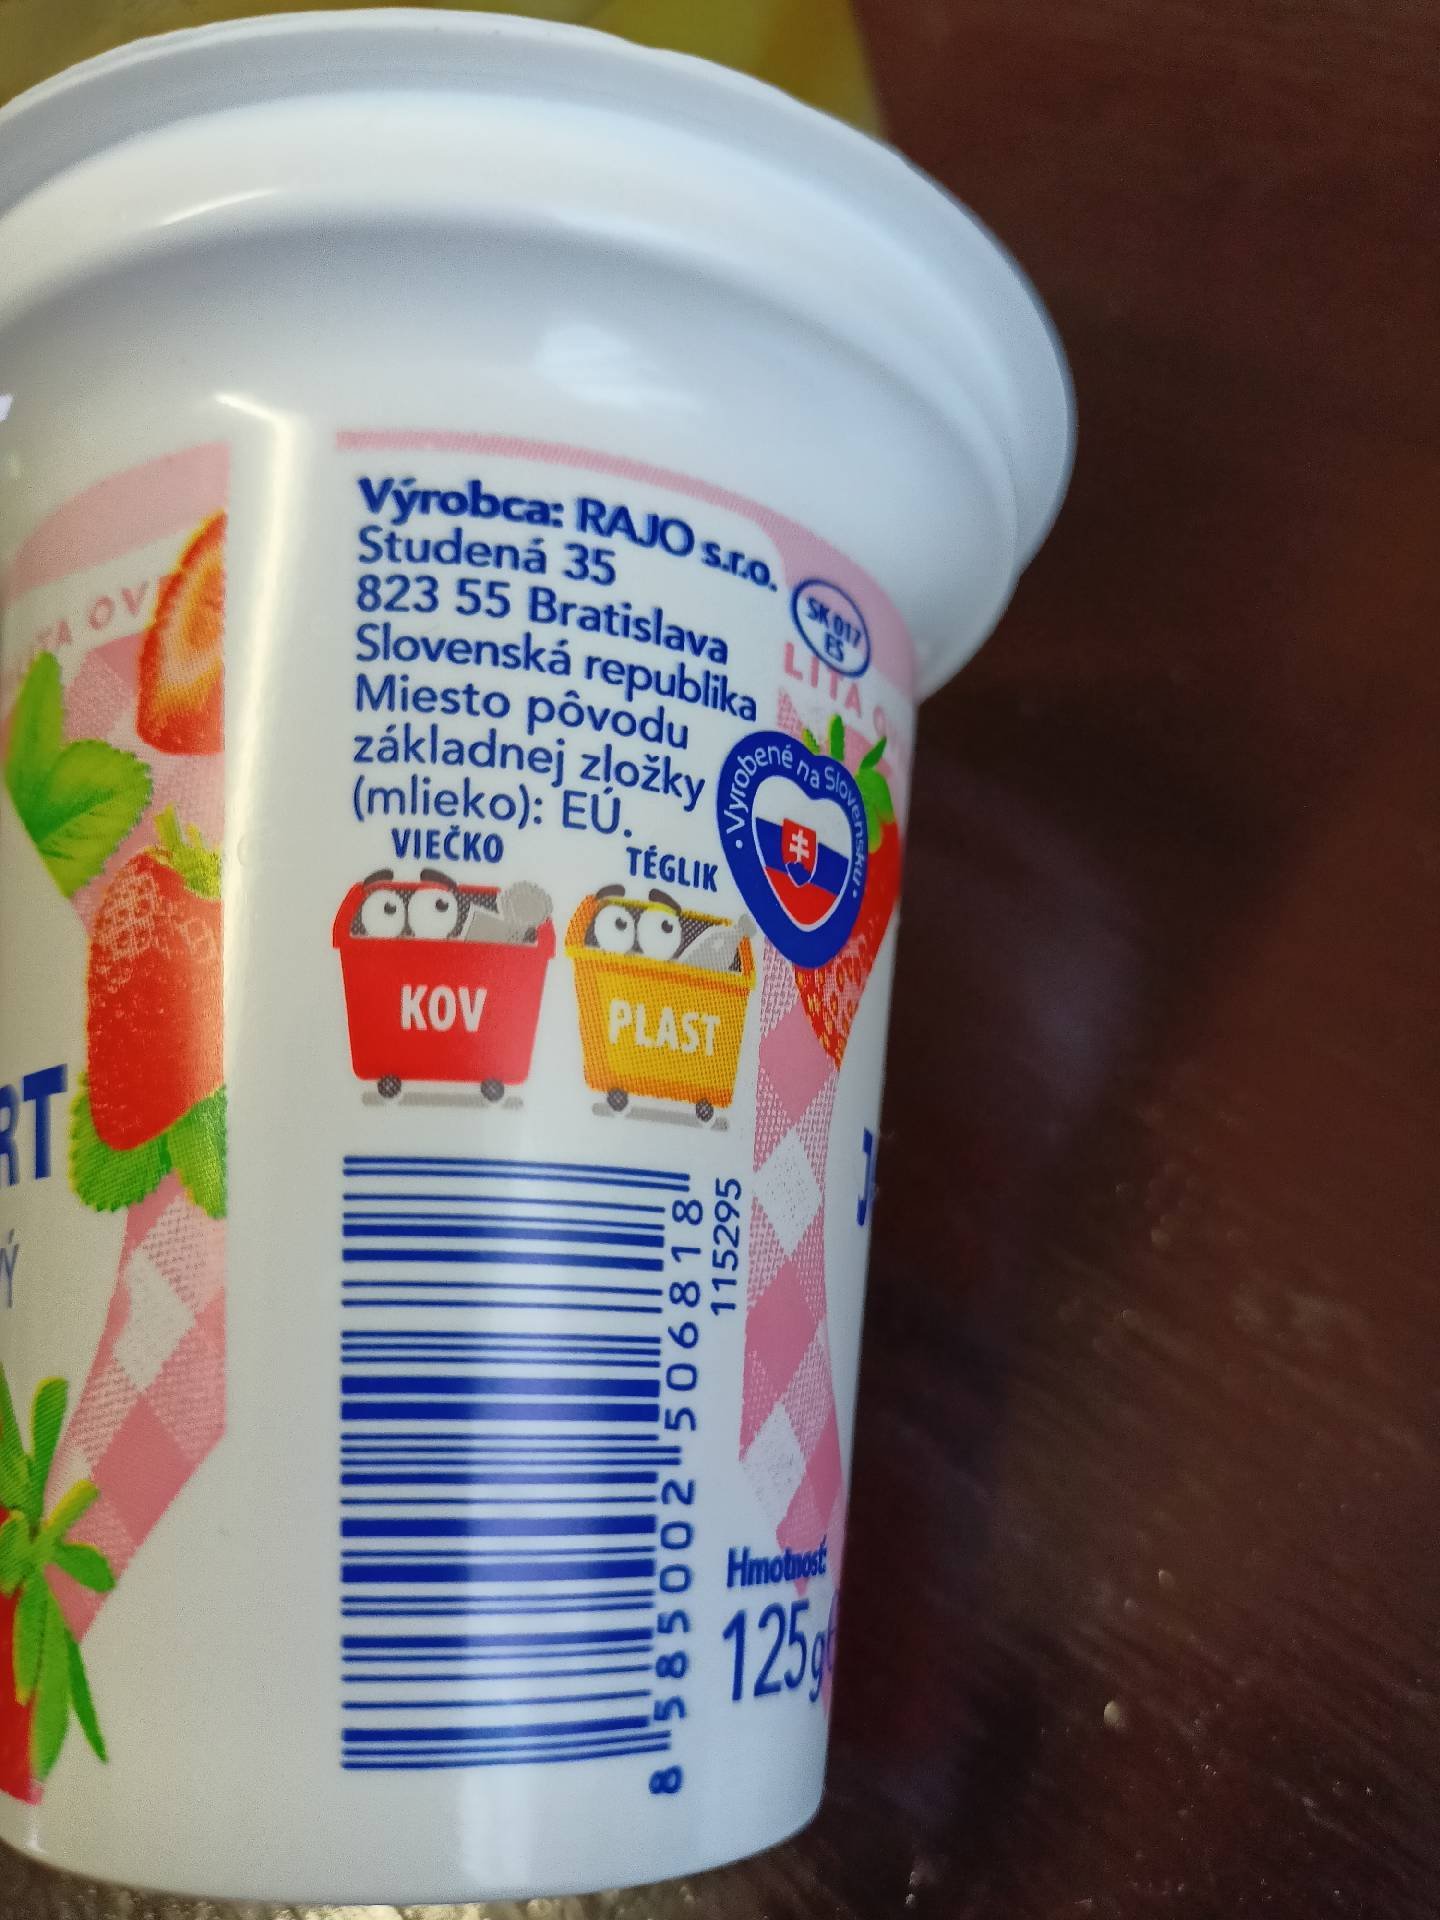 Výrobca: RAJO s.r.o.
Studená 35
823 55 Bratislava
Slovenská republika
Miesto pôvodu
základnej zložky
(mlieko): EÚ.
SK 017
ES
LITA
Vyrobené na Slovensku
VIEČKO
TÉGLIK
KOV
PLAST
8 585002 506818
115295
Hmotnosť:
125g